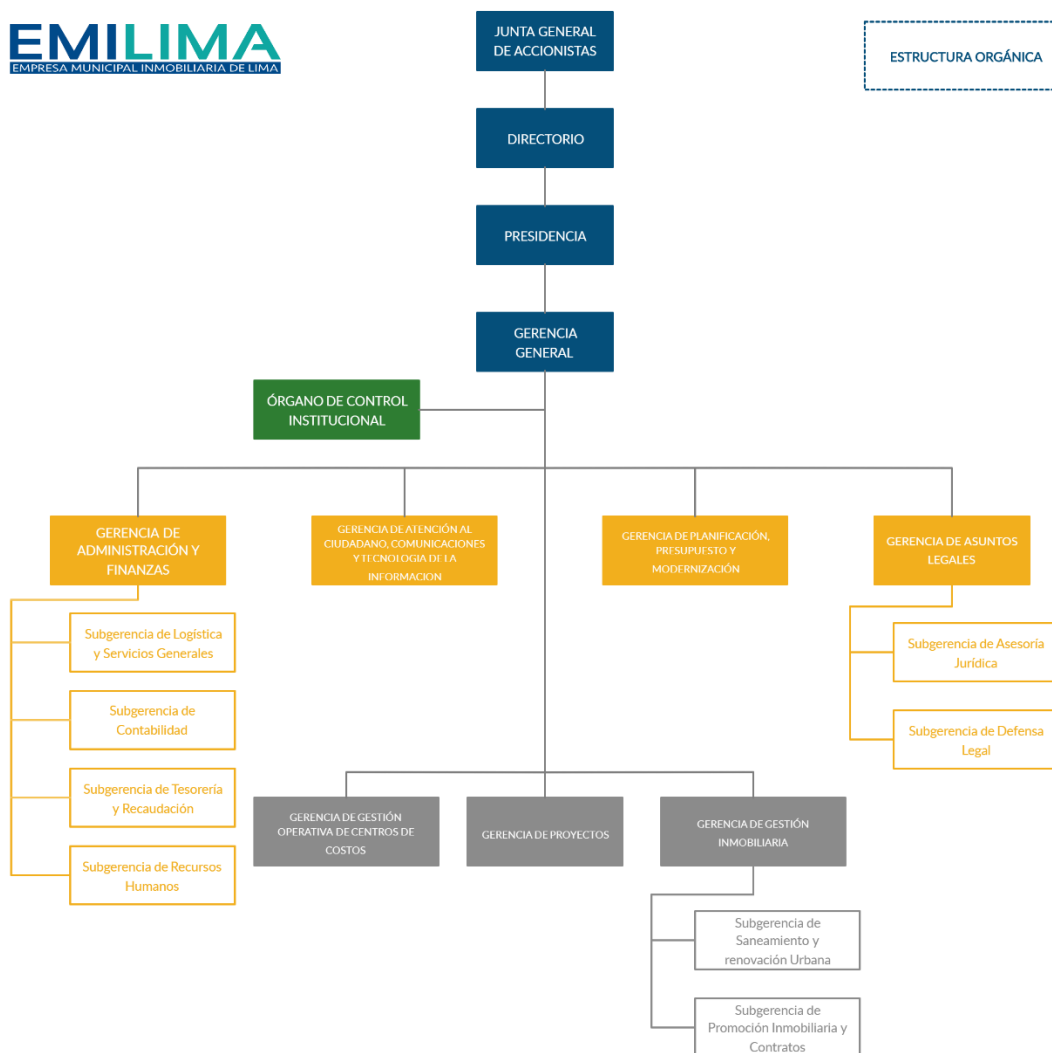 EMILIMA
EMPRESA MUNICIPAL INMOBILIARIA DE LIMA
JUNTA GENERAL
DE ACCIONISTAS
ESTRUCTURA ORGÁNICA
DIRECTORIO
PRESIDENCIA
GERENCIA
GENERAL
ÓRGANO DE CONTROL
INSTITUCIONAL
GERENCIA DE
ADMINISTRACIÓN Y
FINANZAS
GERENCIA DE ATENCIÓN AL
CIUDADANO, COMUNICACIONES
Y TECNOLOGIA DE LA
INFORMACION
GERENCIA DE PLANIFICACIÓN,
PRESUPUESTO Y
MODERNIZACIÓN
GERENCIA DE ASUNTOS
LEGALES
Subgerencia de Logística
y Servicios Generales
Subgerencia de
Contabilidad
Subgerencia de Tesorería
y Recaudación
Subgerencia de Recursos
Humanos
Subgerencia de Asesoría
Jurídica
Subgerencia de Defensa
Legal
GERENCIA DE GESTIÓN
OPERATIVA DE CENTROS DE
COSTOS
GERENCIA DE PROYECTOS
GERENCIA DE GESTIÓN
INMOBILIARIA
Subgerencia de
Saneamiento y
renovación Urbana
Subgerencia de
Promoción Inmobiliaria y
Contratos